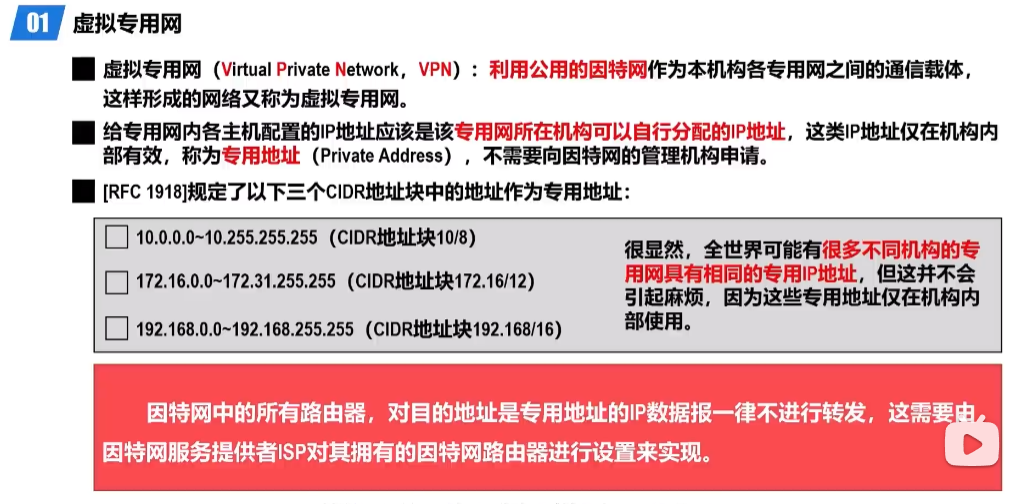 01 虚拟专用网
虚拟专用网（Virtual Private Network，VPN）：利用公用的因特网作为本机构各专用网之间的通信载体，
这样形成的网络又称为虚拟专用网。
给专用网内各主机配置的IP地址应该是该专用网所在机构可以自行分配的IP地址，这类IP地址仅在机构内
部有效，称为专用地址（Private Address），不需要向因特网的管理机构申请。
[RFC 1918]规定了以下三个CIDR地址块中的地址作为专用地址：
10.0.0.0~10.255.255.255（CIDR地址块10/8）
172.16.0.0~172.31.255.255（CIDR地址块172.16/12）
192.168.0.0~192.168.255.255（CIDR地址块192.168/16）
很显然，全世界可能有很多不同机构的专
用网具有相同的专用IP地址，但这并不会
引起麻烦，因为这些专用地址仅在机构内
部使用。
因特网中的所有路由器，对目的地址是专用地址的IP数据报一律不进行转发，这需要由
因特网服务提供者ISP对其拥有的因特网路由器进行设置来实现。